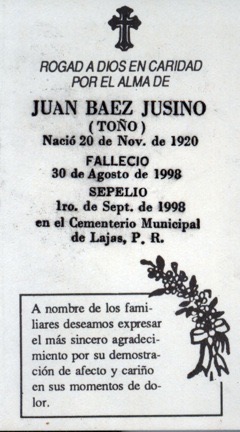 ROGAD A DIOS EN CARIDAD
POR EL ALMA DE
JUAN BAEZ JUSINO
(TOÑO)
Nació 20 de Nov. de 1920
FALLECIO
30 de Agosto de 1998
SEPELIO
1ro. de Sept. de 1998
en el Cementerio Municipal
de Lajas, P. R.
A nombre de los fami-
liares deseamos expresar
el más sincero agradeci-
miento por su demostra-
ción de afecto y cariño
en sus momentos de do-
lor.